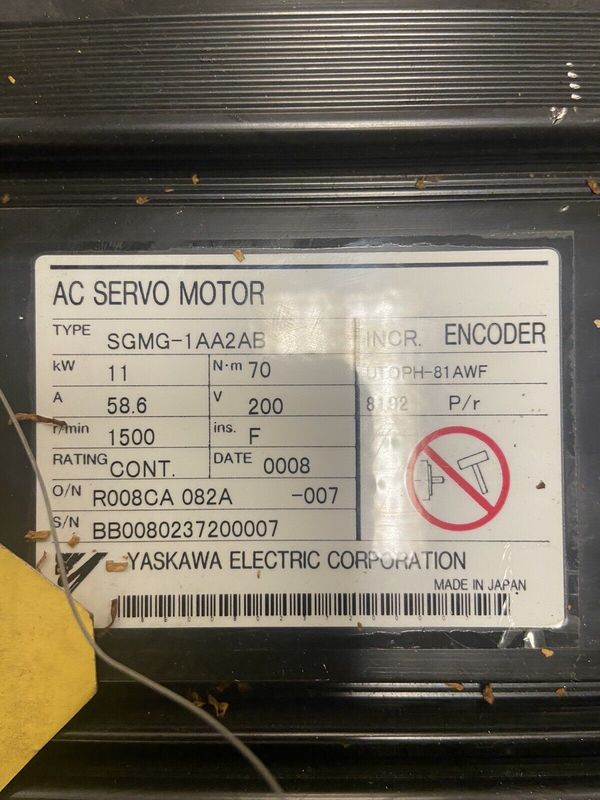 AC SERVO MOTOR
TYPE SGMG-1AA2AB INCR. ENCODER
kW 11 N·m 70 UTOPH-81AWF
A 58.6 V 200 8192 P/r
r/min 1500 ins. F
RATING CONT. DATE 0008
O/N R008CA 082A -007
S/N BB0080237200007
YASKAWA ELECTRIC CORPORATION
MADE IN JAPAN